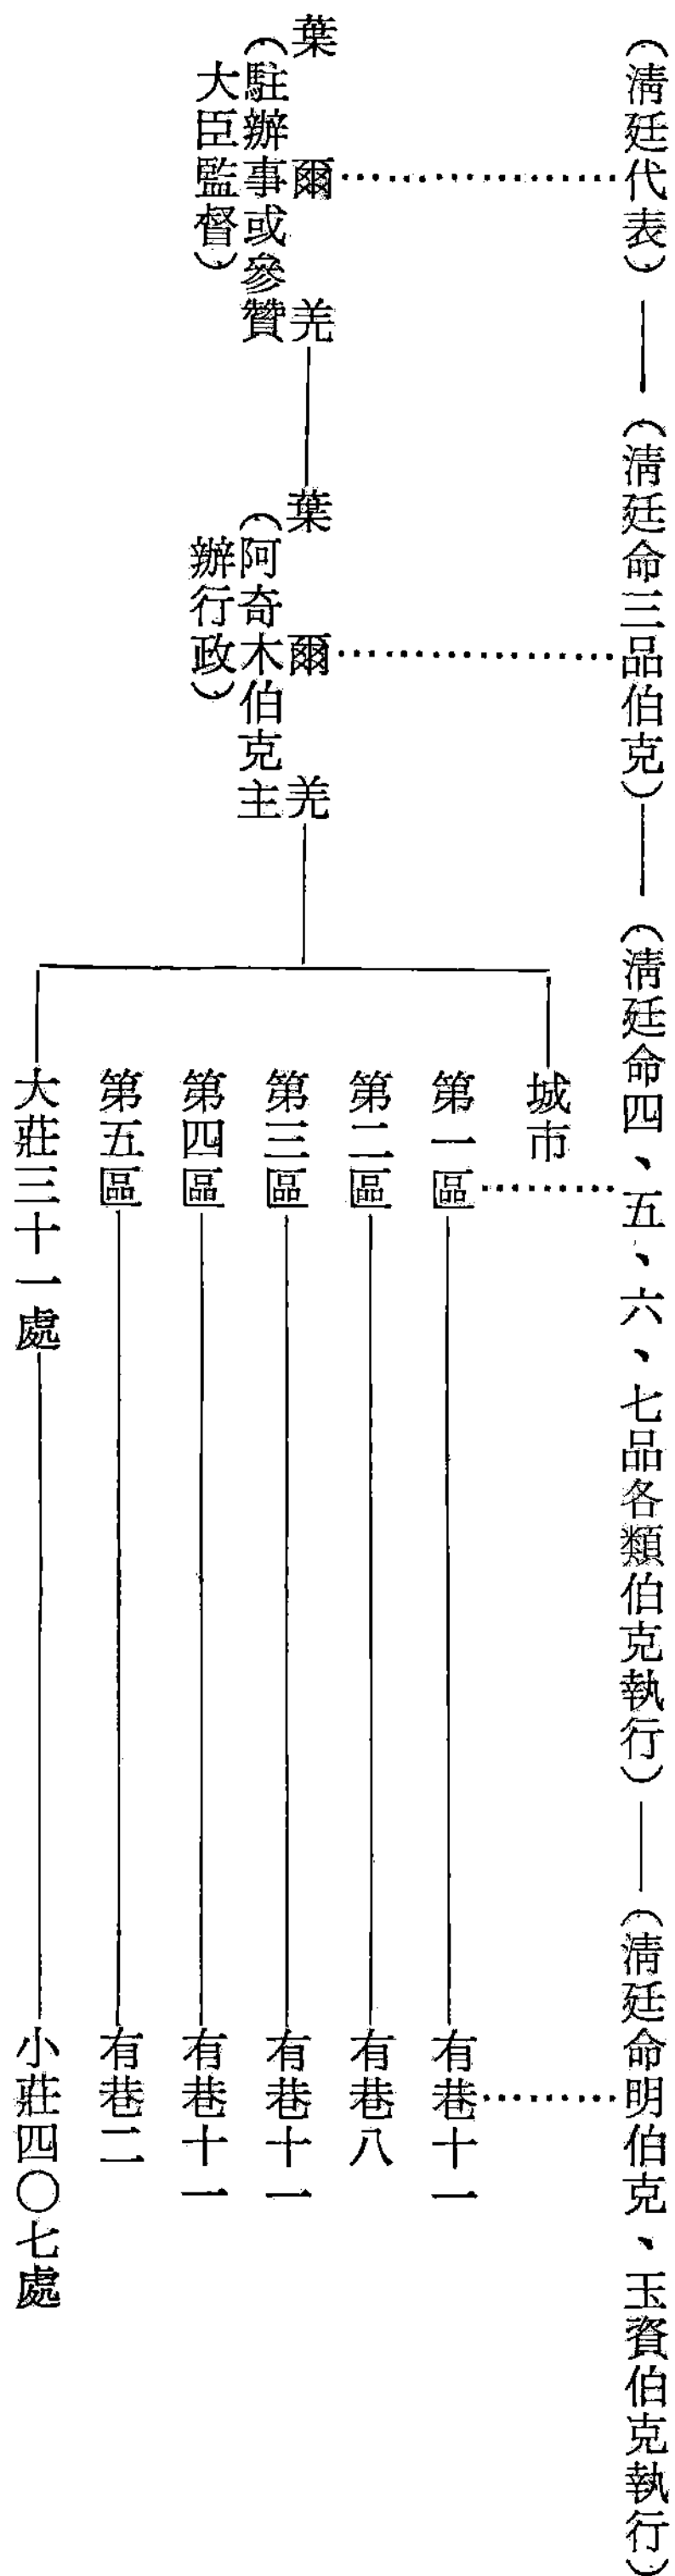 （清廷代表）——（清廷命三品伯克）——（清廷命四、五、六、七品各類伯克執行）——（清廷命明伯克、玉資伯克執行）
葉爾羌
（駐辦事或參贊
大臣監督）
葉爾羌
（阿奇木伯克主
辦行政）
城市
第一區
有巷十一
第二區
有巷八
第三區
有巷十一
第四區
有巷十一
第五區
有巷二
大莊三十一處
小莊四〇七處